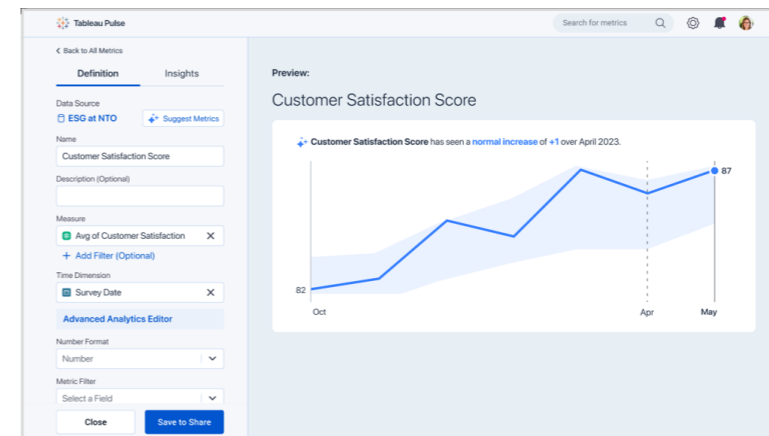 Tableau Pulse
Search for metrics
Back to All Metrics
Definition Insights
Data Source
ESG at NTO Suggest Metrics
Name
Customer Satisfaction Score
Description (Optional)
Measure
Avg of Customer Satisfaction
+ Add Filter (Optional)
Time Dimension
Survey Date
Advanced Analytics Editor
Number Format
Number
Metric Filter
Select a Field
Close Save to Share
Preview:
Customer Satisfaction Score
Customer Satisfaction Score has seen a normal increase of +1 over April 2023.
87
82
Oct Apr May